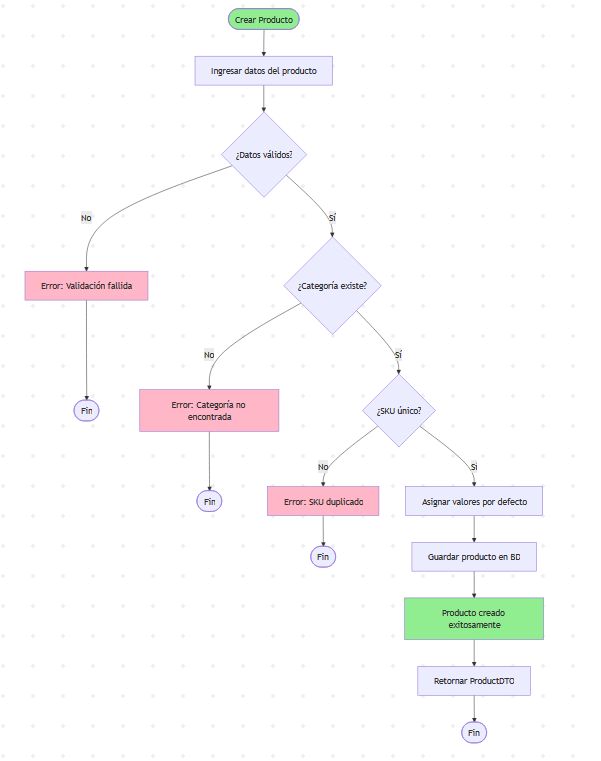 Crear Producto
Ingresar datos del producto
¿Datos válidos?
No
Sí
Error: Validación fallida
¿Categoría existe?
No
Sí
Fin
Error: Categoría no
encontrada
¿SKU único?
No
Sí
Fin
Error: SKU duplicado
Asignar valores por defecto
Fin
Guardar producto en BD
Producto creado
exitosamente
Retornar ProductDTO
Fin